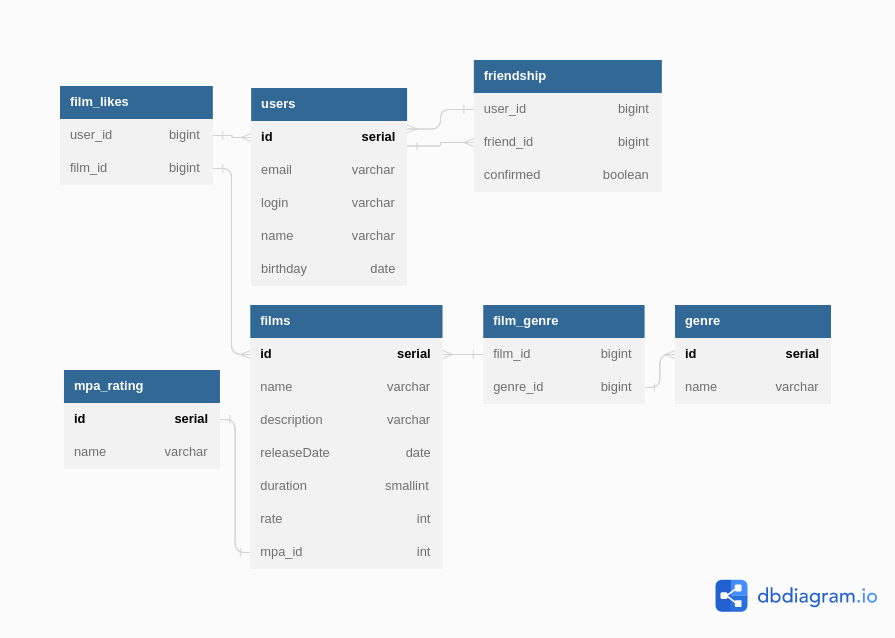 film_likes
user_id bigint
film_id bigint
users
id serial
email varchar
login varchar
name varchar
birthday date
friendship
user_id bigint
friend_id bigint
confirmed boolean
films
id serial
name varchar
description varchar
releaseDate date
duration smallint
rate int
mpa_id int
film_genre
film_id bigint
genre_id bigint
genre
id serial
name varchar
mpa_rating
id serial
name varchar
dbdiagram.io